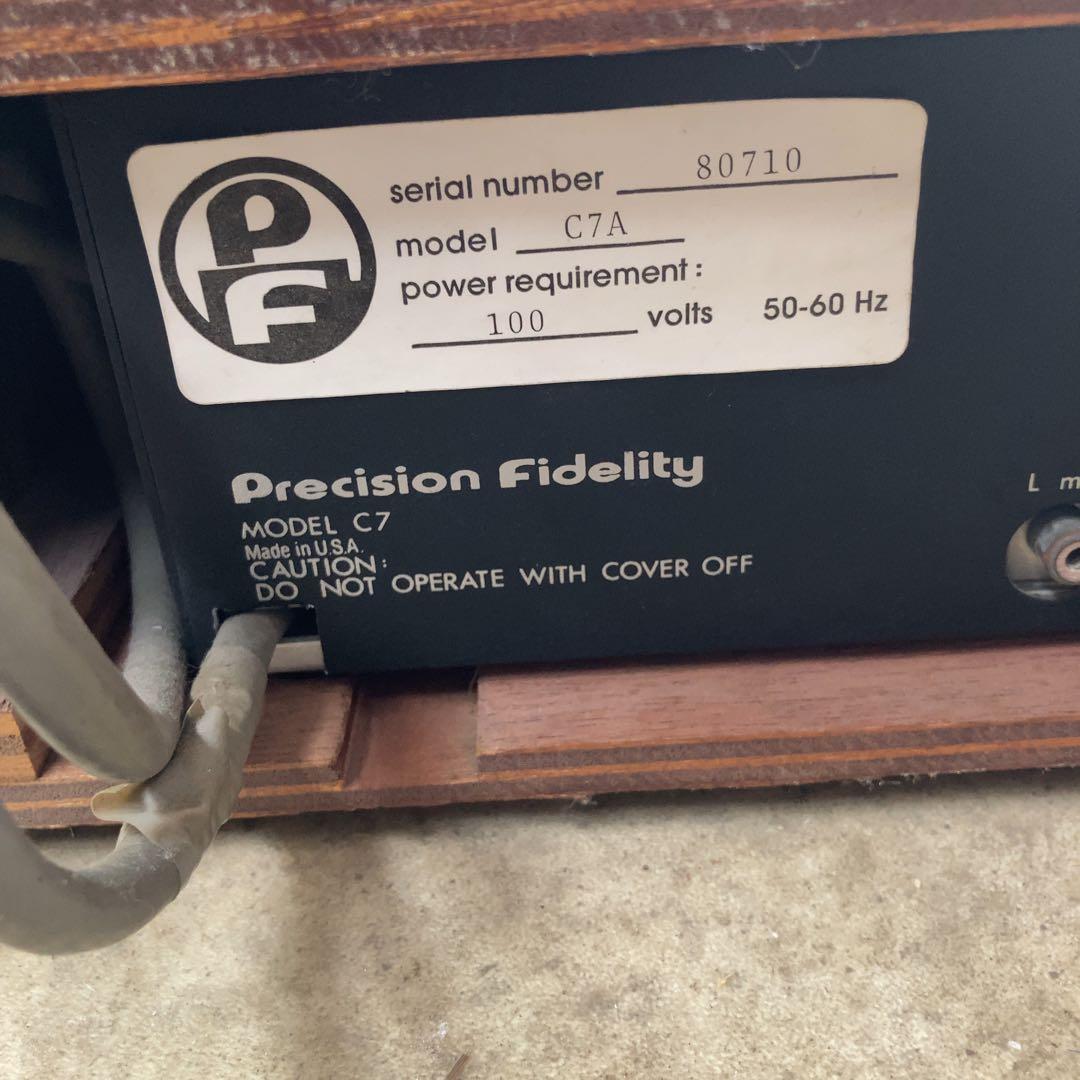 PF
serial number 80710
model C7A
power requirement:
100 volts 50-60 Hz
Precision Fidelity
MODEL C7
Made in U.S.A.
CAUTION:
DO NOT OPERATE WITH COVER OFF
L